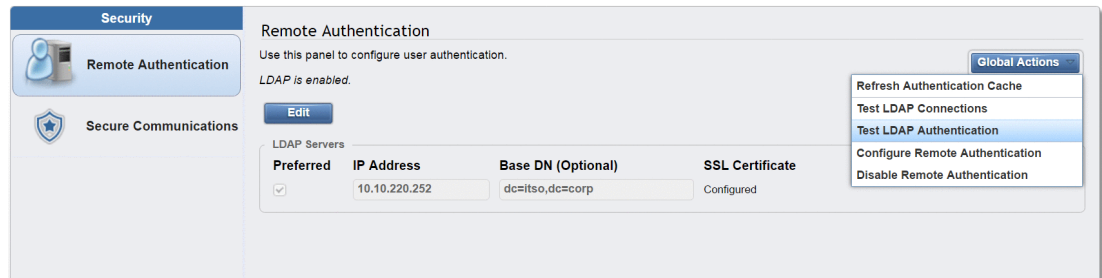 Security
Remote Authentication
Secure Communications
Remote Authentication
Use this panel to configure user authentication.
LDAP is enabled.
Edit
Global Actions
Refresh Authentication Cache
Test LDAP Connections
Test LDAP Authentication
Configure Remote Authentication
Disable Remote Authentication
LDAP Servers
Preferred IP Address Base DN (Optional) SSL Certificate
10.10.220.252 dc=itso,dc=corp Configured